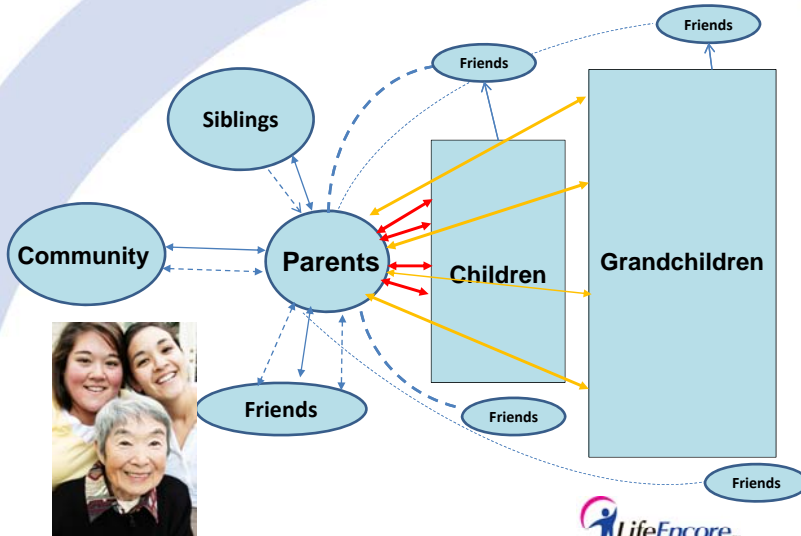 Friends
Friends
Siblings
Community
Parents
Children
Grandchildren
Friends
Friends
Friends
LifeEncore